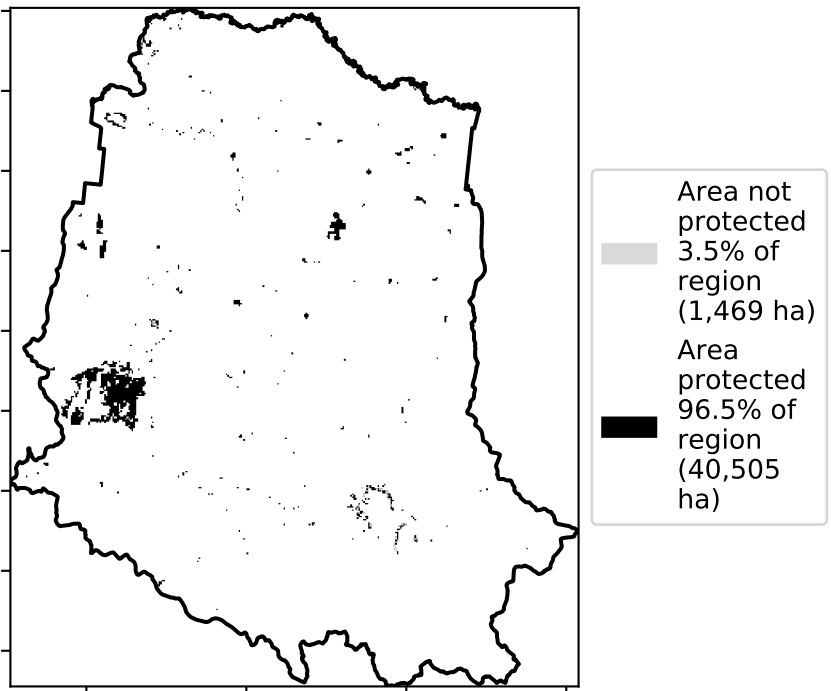 Area not
protected
3.5% of
region
(1,469 ha)
Area
protected
96.5% of
region
(40,505
ha)